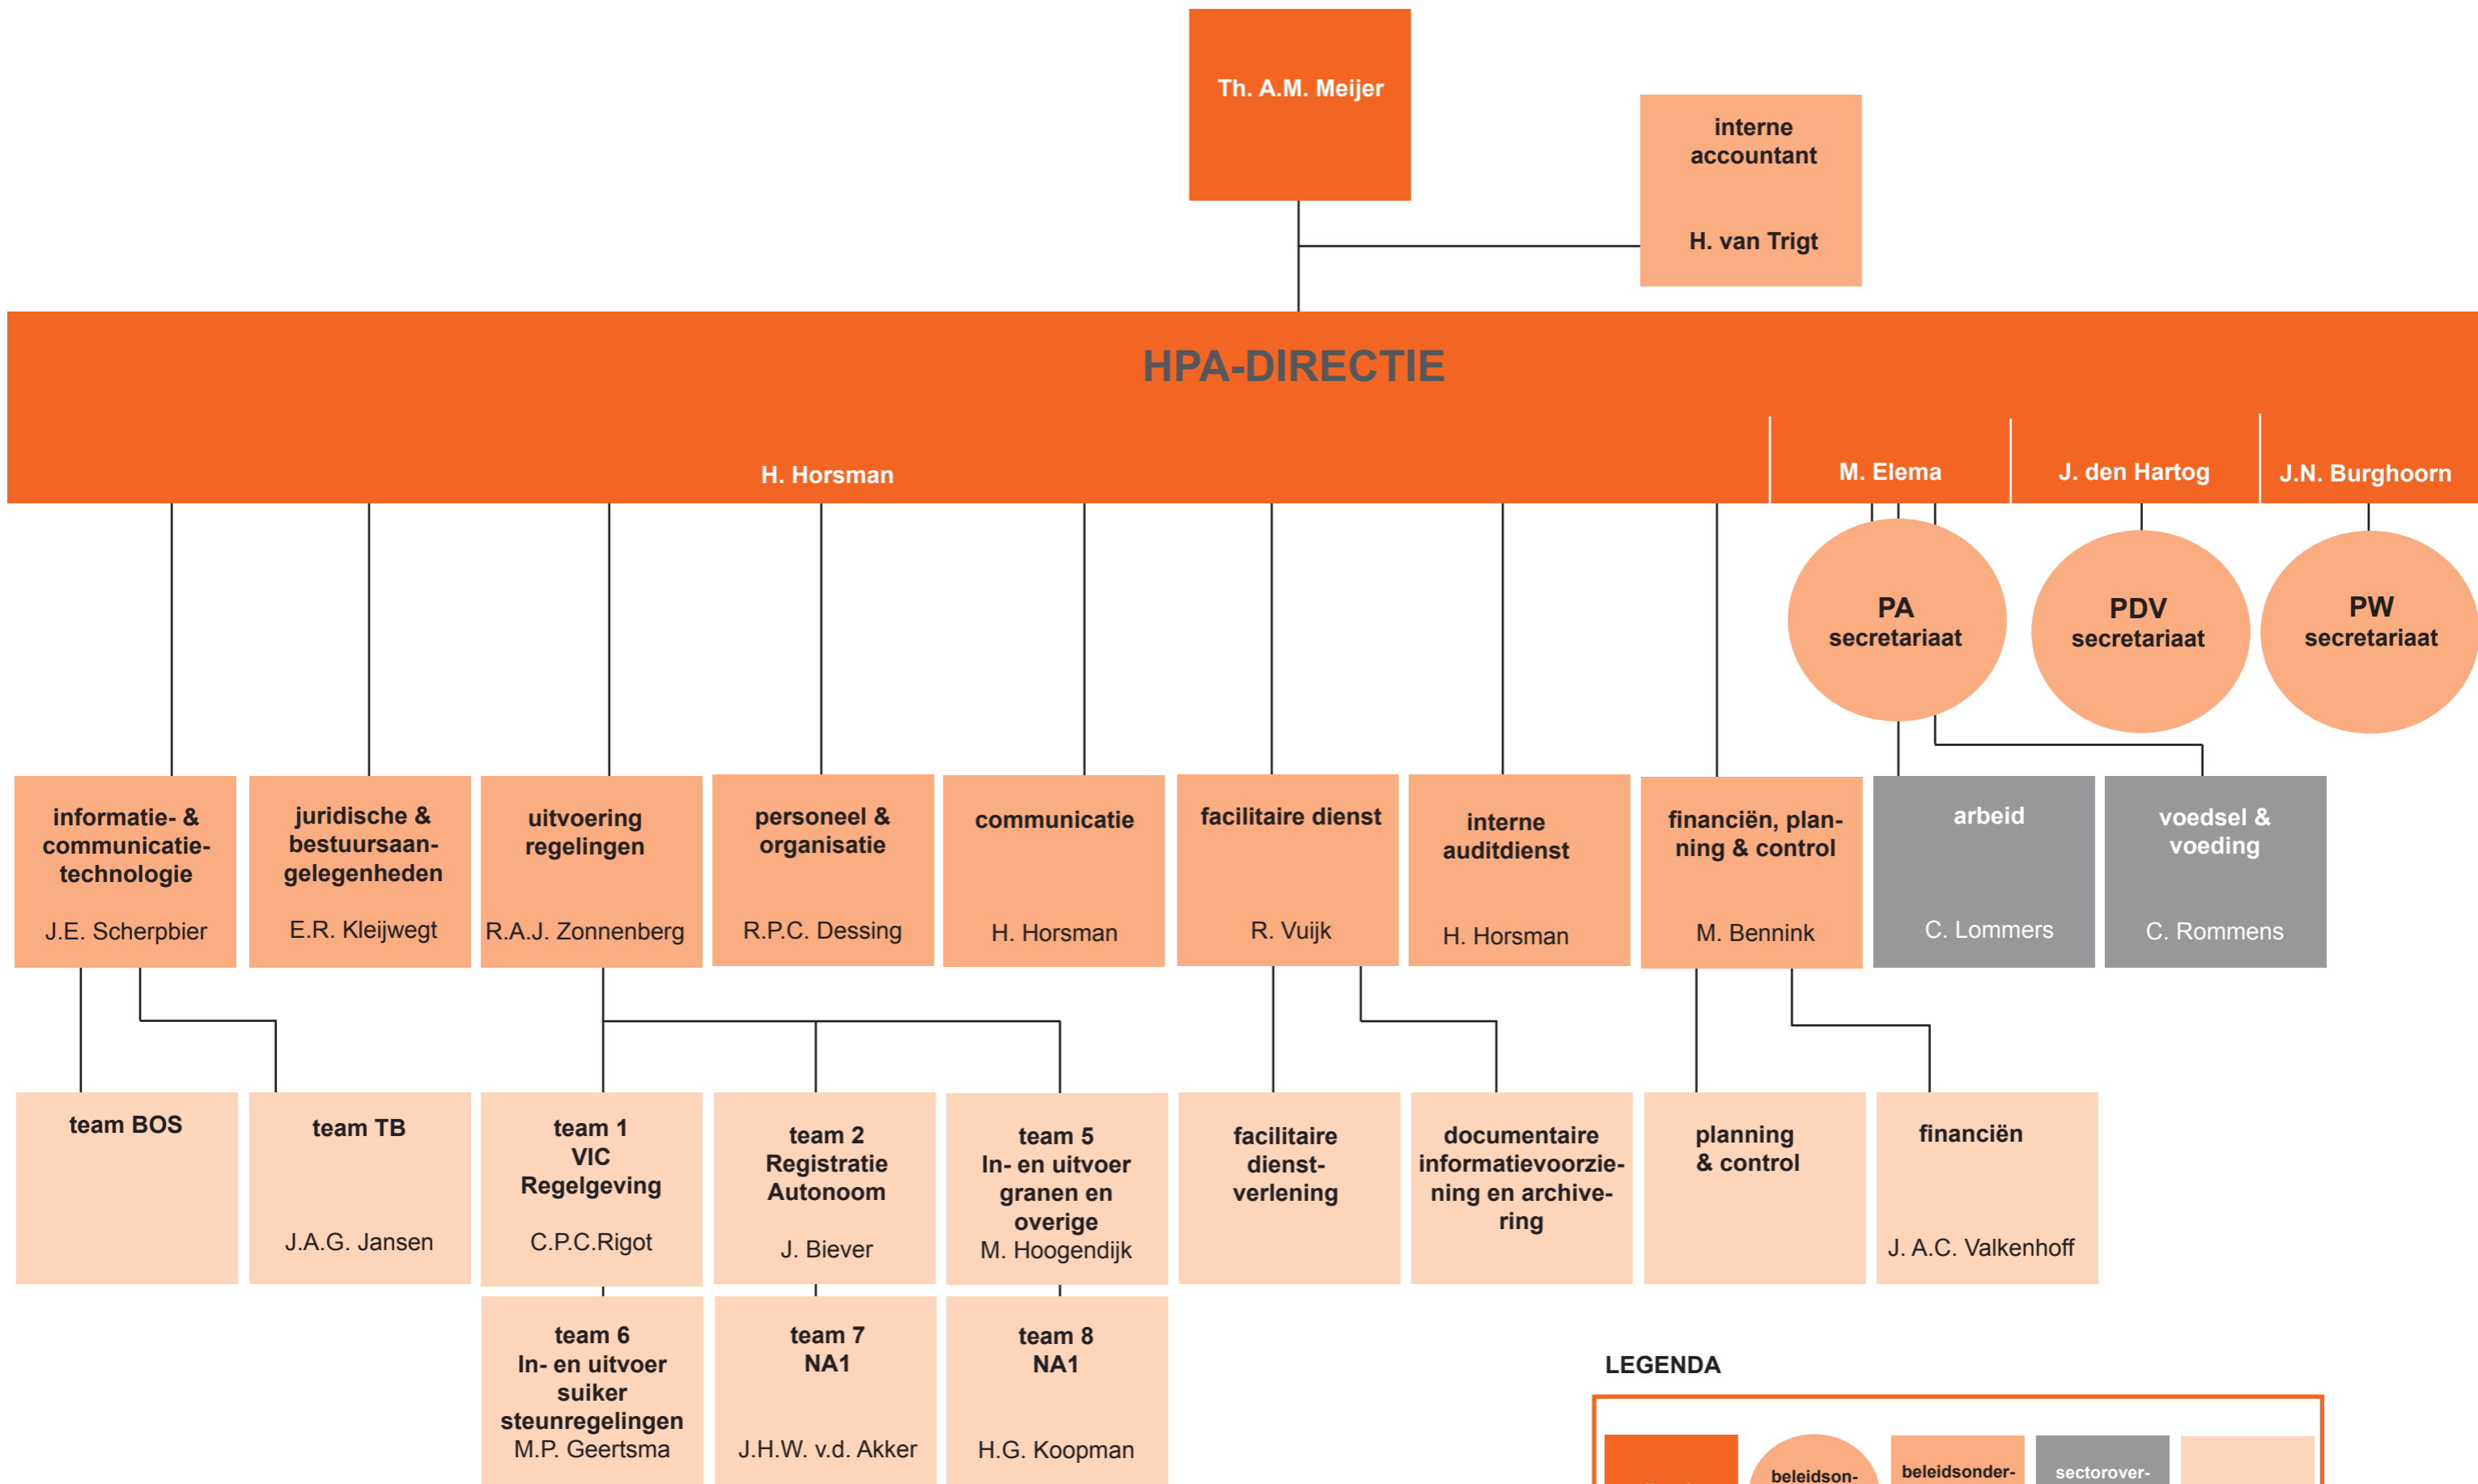 Th. A.M. Meijer
interne
accountant
H. van Trigt
HPA-DIRECTIE
H. Horsman
M. Elema
J. den Hartog
J.N. Burghoorn
PA
secretariaat
PDV
secretariaat
PW
secretariaat
informatie- &
communicatie-
technologie
J.E. Scherpbier
juridische &
bestuursaan-
gelegenheden
E.R. Kleijwegt
uitvoering
regelingen
R.A.J. Zonnenberg
personeel &
organisatie
R.P.C. Dessing
communicatie
H. Horsman
facilitaire dienst
R. Vuijk
interne
auditdienst
H. Horsman
financiën, plan-
ning & control
M. Bennink
arbeid
C. Lommers
voedsel &
voeding
C. Rommens
team BOS
team TB
J.A.G. Jansen
team 1
VIC
Regelgeving
C.P.C.Rigot
team 2
Registratie
Autonoom
J. Biever
team 5
In- en uitvoer
granen en
overige
M. Hoogendijk
facilitaire
dienst-
verlening
documentaire
informatievoorzie-
ning en archive-
ring
planning
& control
financiën
J. A.C. Valkenhoff
team 6
In- en uitvoer
suiker
steunregelingen
M.P. Geertsma
team 7
NA1
J.H.W. v.d. Akker
team 8
NA1
H.G. Koopman
LEGENDA
beleidson-
beleidsonder-
sectorover-